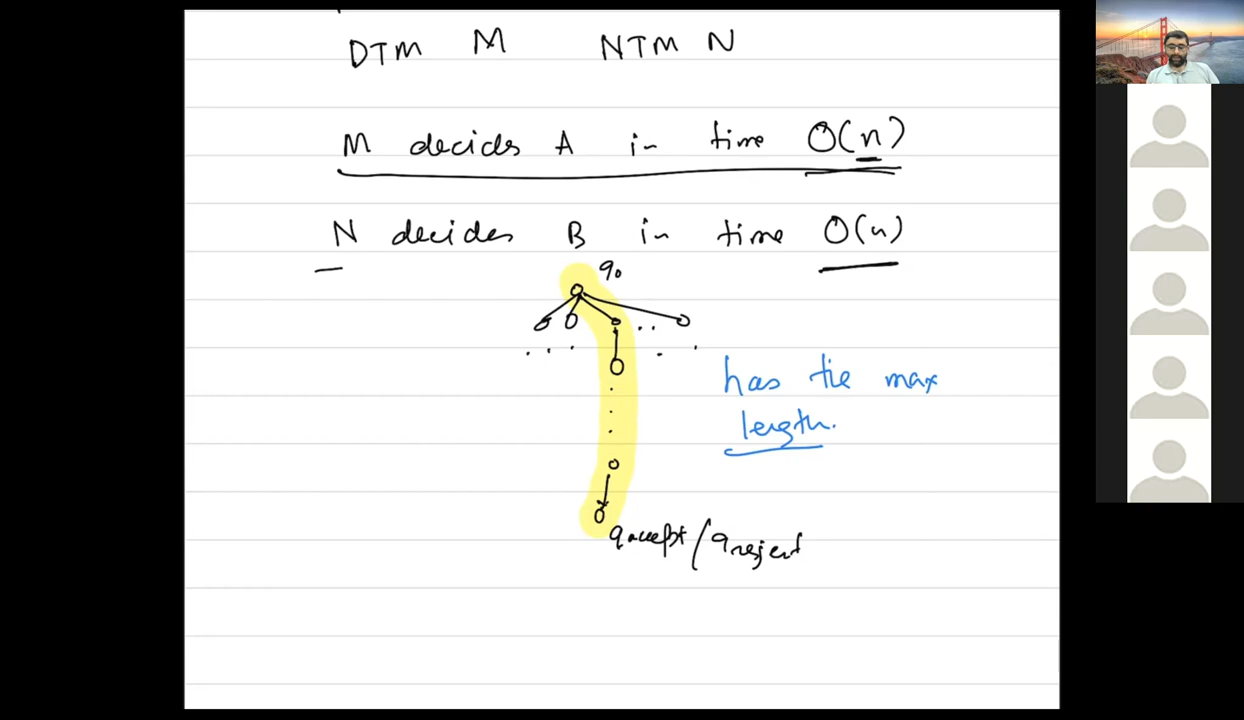 DTM M NTM N
M decides A in time O(n)
N decides B in time O(n)
q0
has the max
length.
qaccept/qreject